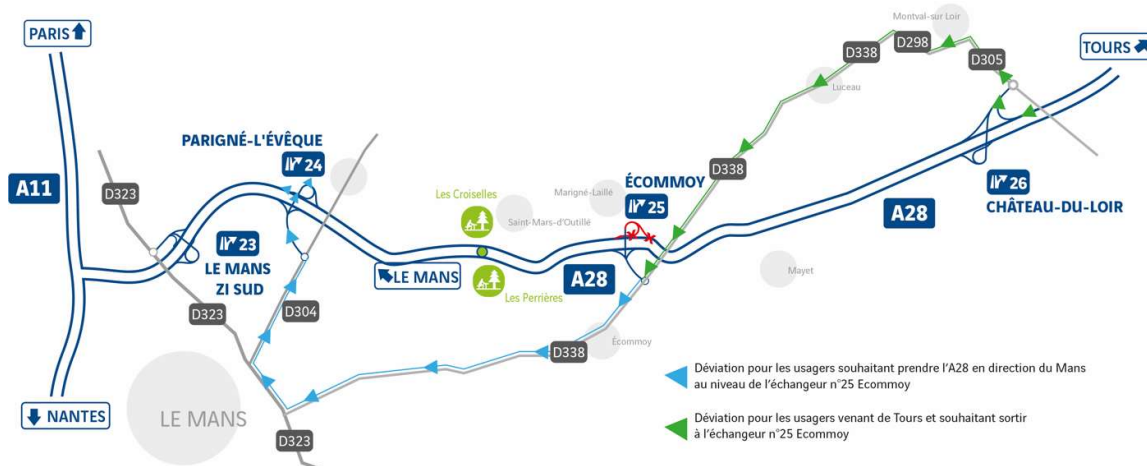 PARIS
Montval-sur Loir
D298
D338
D305
TOURS
Luceau
PARIGNÉ-L'ÉVÊQUE
24
D323
A11
D338
Les Croiselles
Marigné-Laillé
ÉCOMMOY
25
Saint-Mars-d'Outillé
26
CHÂTEAU-DU-LOIR
A28
23
LE MANS
ZI SUD
LE MANS
A28
Mayet
Les Perrières
D323
D304
Écommoy
D338
Déviation pour les usagers souhaitant prendre l'A28 en direction du Mans
au niveau de l'échangeur n°25 Ecommoy
NANTES
LE MANS
Déviation pour les usagers venant de Tours et souhaitant sortir
à l'échangeur n°25 Ecommoy
D323